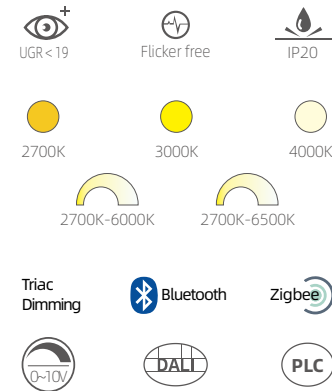 UGR < 19
Flicker free
IP20
2700K
3000K
4000K
2700K-6000K
2700K-6500K
Triac
Dimming
Bluetooth
Zigbee
0~10V
DALI
PLC